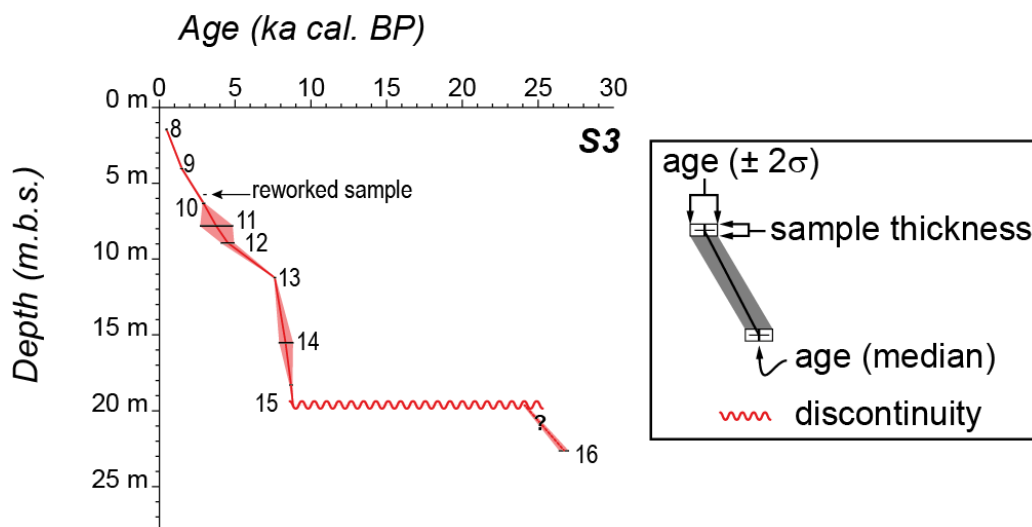 Age (ka cal. BP)
0 5 10 15 20 25 30
0 m
S3
8
5 m
9
reworked sample
10
11
12
10 m
13
15 m
14
15
20 m
?
16
25 m
Depth (m.b.s.)
age (± 2σ)
sample thickness
age (median)
discontinuity